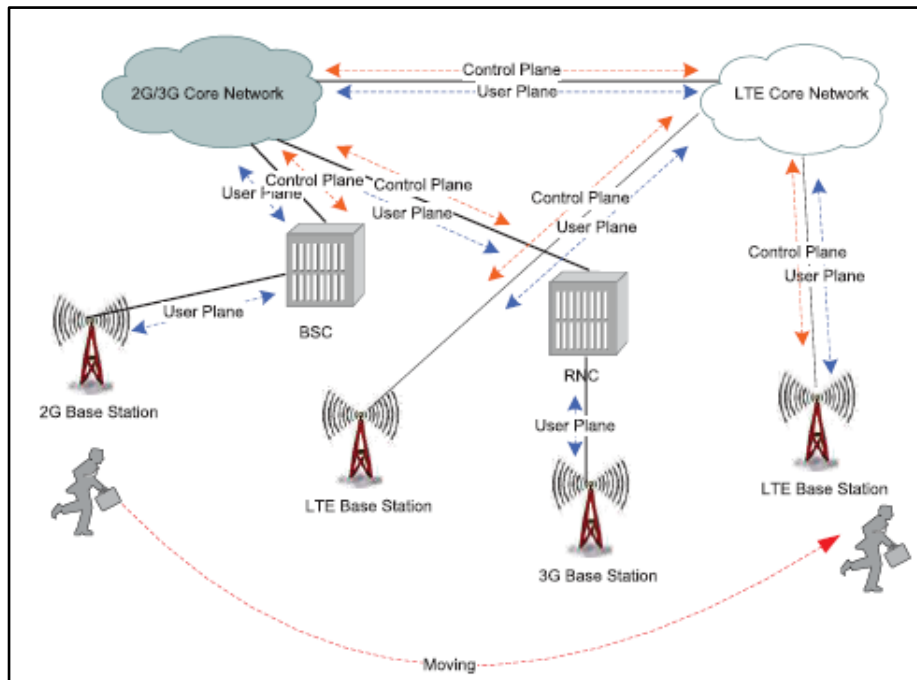 Control Plane
2G/3G Core Network
User Plane
LTE Core Network
Control Plane
User Plane
Control Plane
User Plane
Control Plane
User Plane
Control Plane
User Plane
User Plane
BSC
RNC
2G Base Station
User Plane
LTE Base Station
LTE Base Station
3G Base Station
Moving